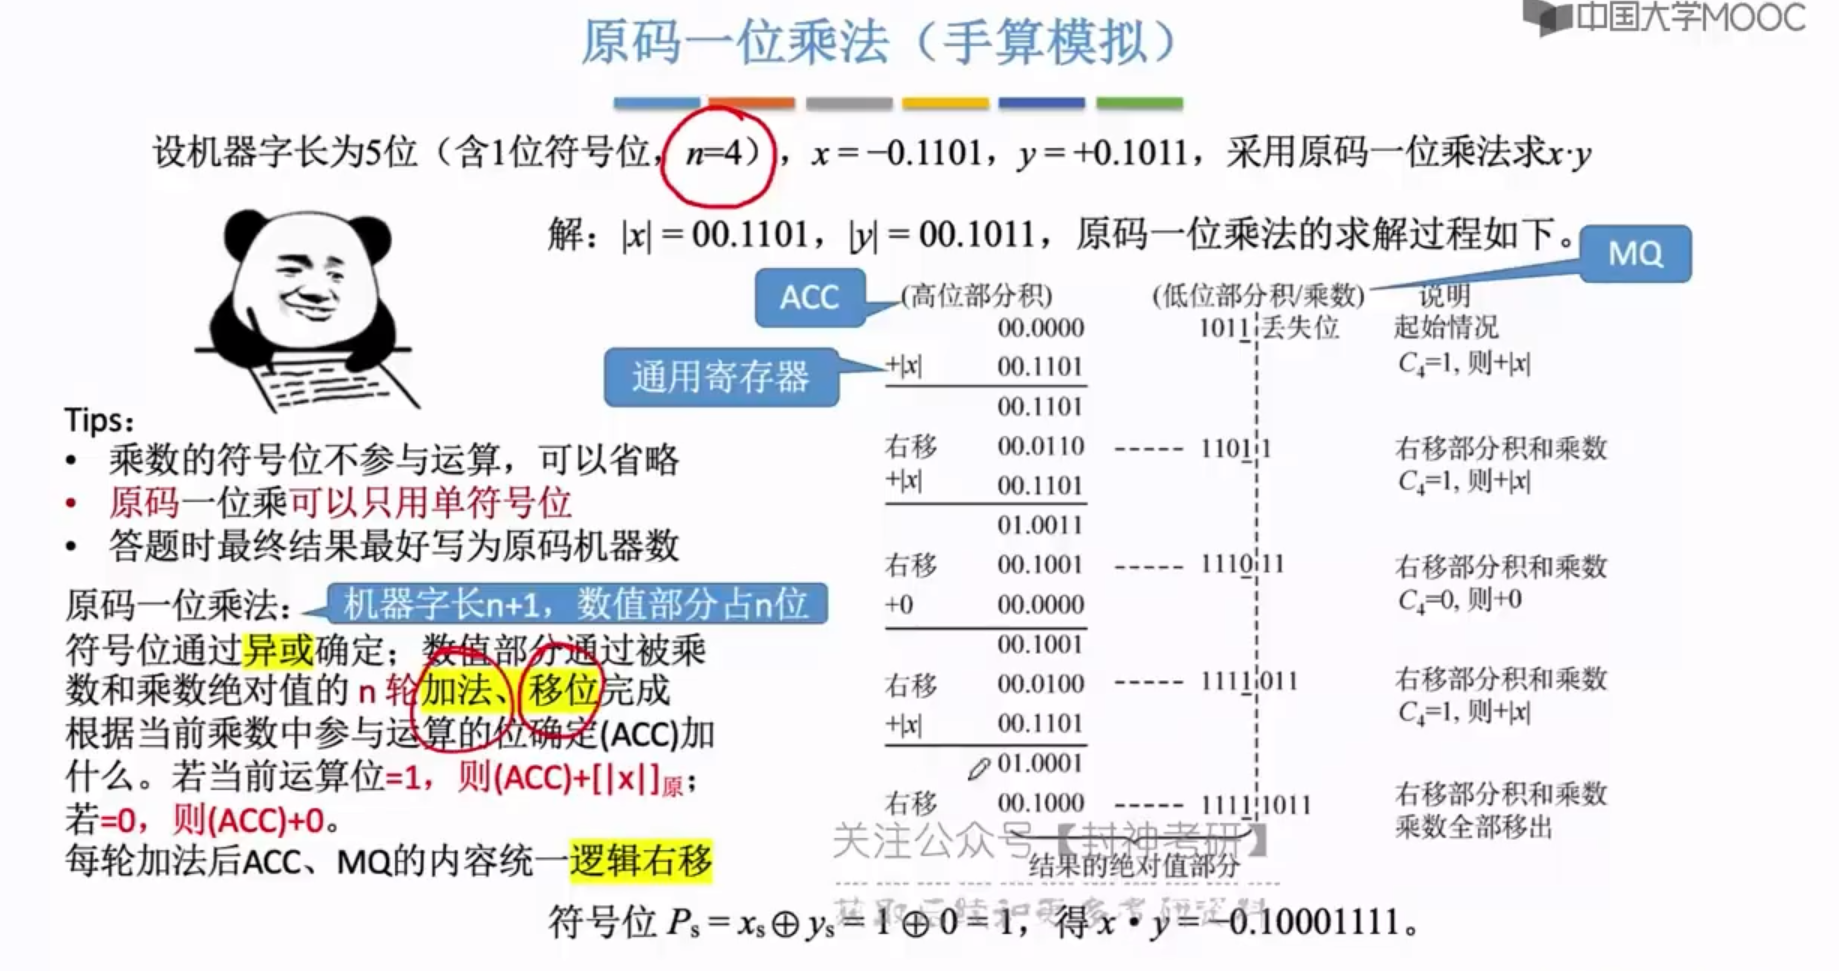 中国大学MOOC
原码一位乘法（手算模拟）
设机器字长为5位（含1位符号位，n=4），x = −0.1101，y = +0.1011，采用原码一位乘法求x·y
解：|x| = 00.1101，|y| = 00.1011，原码一位乘法的求解过程如下。
MQ
ACC
(高位部分积) (低位部分积/乘数) 说明
00.0000 1011 丢失位 起始情况
通用寄存器
+|x| 00.1101 C₄=1, 则+|x|
00.1101
右移 00.0110 ----- 1101 1 右移部分积和乘数
+|x| 00.1101 C₄=1, 则+|x|
01.0011
右移 00.1001 ----- 1110 11 右移部分积和乘数
+0 00.0000 C₄=0, 则+0
00.1001
右移 00.0100 ----- 1111 011 右移部分积和乘数
+|x| 00.1101 C₄=1, 则+|x|
01.0001
右移 00.1000 ----- 1111 1011 右移部分积和乘数
乘数全部移出
关注公众号【封神考研】
结果的绝对值部分
Tips：
• 乘数的符号位不参与运算，可以省略
• 原码一位乘可以只用单符号位
• 答题时最终结果最好写为原码机器数
原码一位乘法：
机器字长n+1，数值部分占n位
符号位通过异或确定；数值部分通过被乘
数和乘数绝对值的 n 轮加法、移位完成
根据当前乘数中参与运算的位确定(ACC)加
什么。若当前运算位=1，则(ACC)+[|x|]原；
若=0，则(ACC)+0。
每轮加法后ACC、MQ的内容统一逻辑右移
符号位 Pₛ = xₛ⊕yₛ = 1⊕0 = 1，得 x • y = −0.10001111。